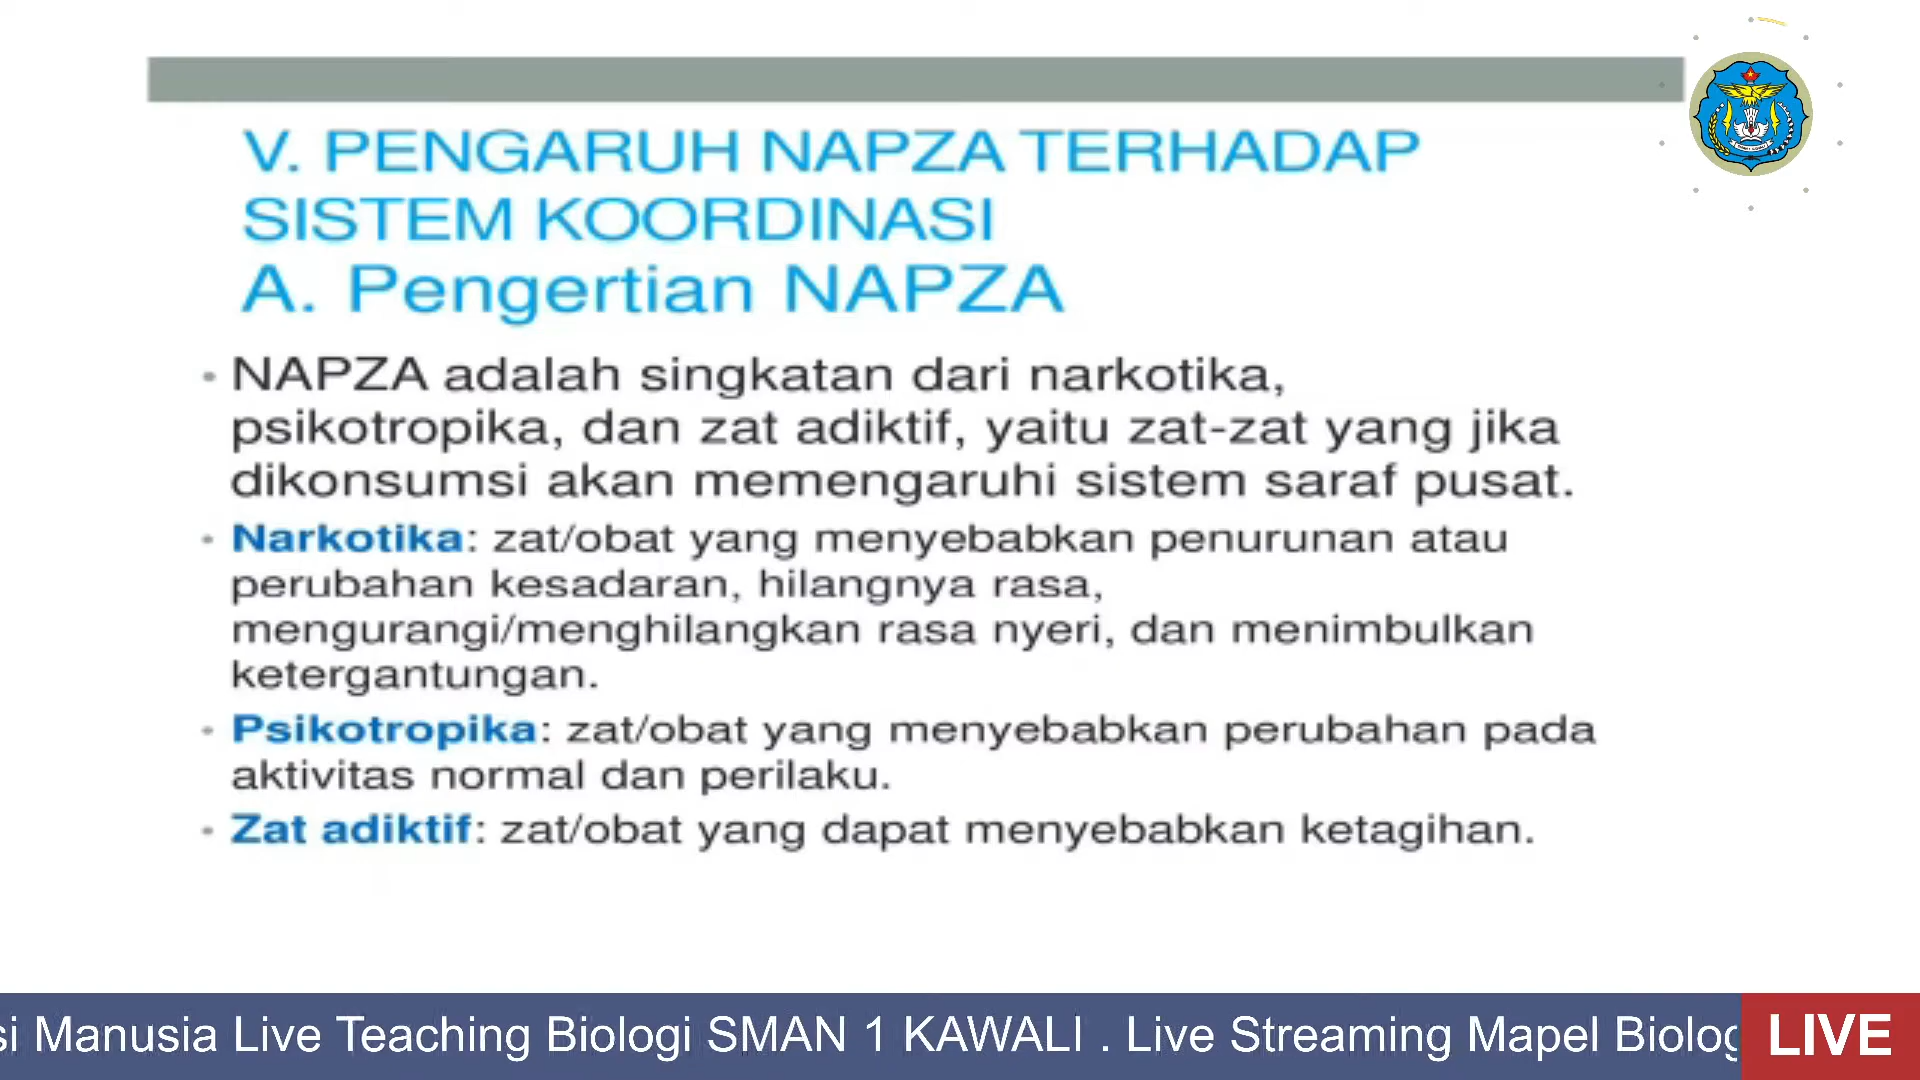 V. PENGARUH NAPZA TERHADAP
SISTEM KOORDINASI
A. Pengertian NAPZA
• NAPZA adalah singkatan dari narkotika,
psikotropika, dan zat adiktif, yaitu zat-zat yang jika
dikonsumsi akan memengaruhi sistem saraf pusat.
• Narkotika: zat/obat yang menyebabkan penurunan atau
perubahan kesadaran, hilangnya rasa,
mengurangi/menghilangkan rasa nyeri, dan menimbulkan
ketergantungan.
• Psikotropika: zat/obat yang menyebabkan perubahan pada
aktivitas normal dan perilaku.
• Zat adiktif: zat/obat yang dapat menyebabkan ketagihan.
si Manusia Live Teaching Biologi SMAN 1 KAWALI . Live Streaming Mapel Biolog
LIVE